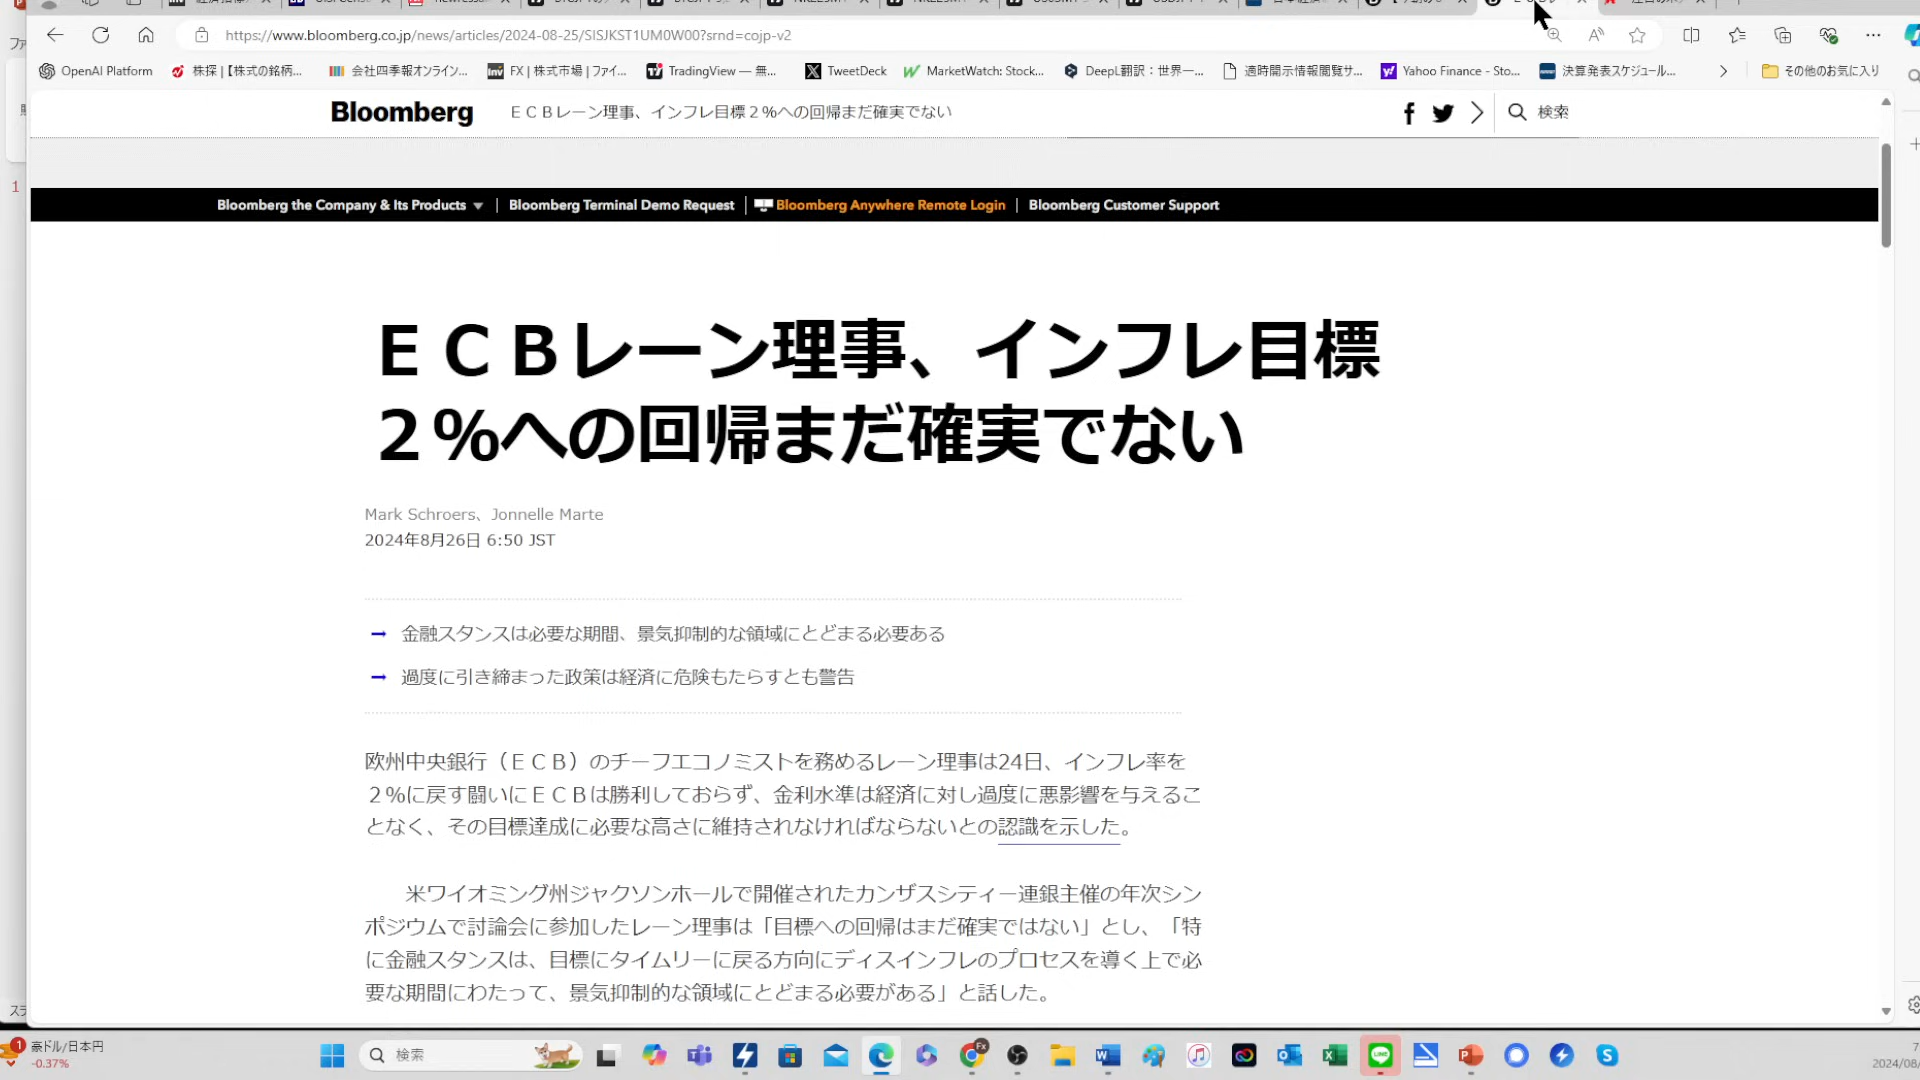 https://www.bloomberg.co.jp/news/articles/2024-08-25/SISJKST1UM0W00?srnd=cojp-v2
OpenAI Platform
株探 | 【株式の銘柄...
会社四季報オンライン...
FX | 株式市場 | ファイ...
TradingView — 無...
TweetDeck
MarketWatch: Stock...
DeepL翻訳：世界一...
適時開示情報閲覧サ...
Yahoo Finance - Sto...
決算発表スケジュール...
その他のお気に入り
Bloomberg
ＥＣＢレーン理事、インフレ目標２%への回帰まだ確実でない
検索
1
Bloomberg the Company & Its Products
Bloomberg Terminal Demo Request
Bloomberg Anywhere Remote Login
Bloomberg Customer Support
ＥＣＢレーン理事、インフレ目標
２%への回帰まだ確実でない
Mark Schroers、Jonnelle Marte
2024年8月26日 6:50 JST
金融スタンスは必要な期間、景気抑制的な領域にとどまる必要ある
過度に引き締まった政策は経済に危険もたらすとも警告
欧州中央銀行（ＥＣＢ）のチーフエコノミストを務めるレーン理事は24日、インフレ率を
２%に戻す闘いにＥＣＢは勝利しておらず、金利水準は経済に対し過度に悪影響を与えるこ
となく、その目標達成に必要な高さに維持されなければならないとの認識を示した。
米ワイオミング州ジャクソンホールで開催されたカンザスシティー連銀主催の年次シン
ポジウムで討論会に参加したレーン理事は「目標への回帰はまだ確実ではない」とし、「特
に金融スタンスは、目標にタイムリーに戻る方向にディスインフレのプロセスを導く上で必
要な期間にわたって、景気抑制的な領域にとどまる必要がある」と話した。
1
豪ドル/日本円
-0.37%
検索
2024/08/